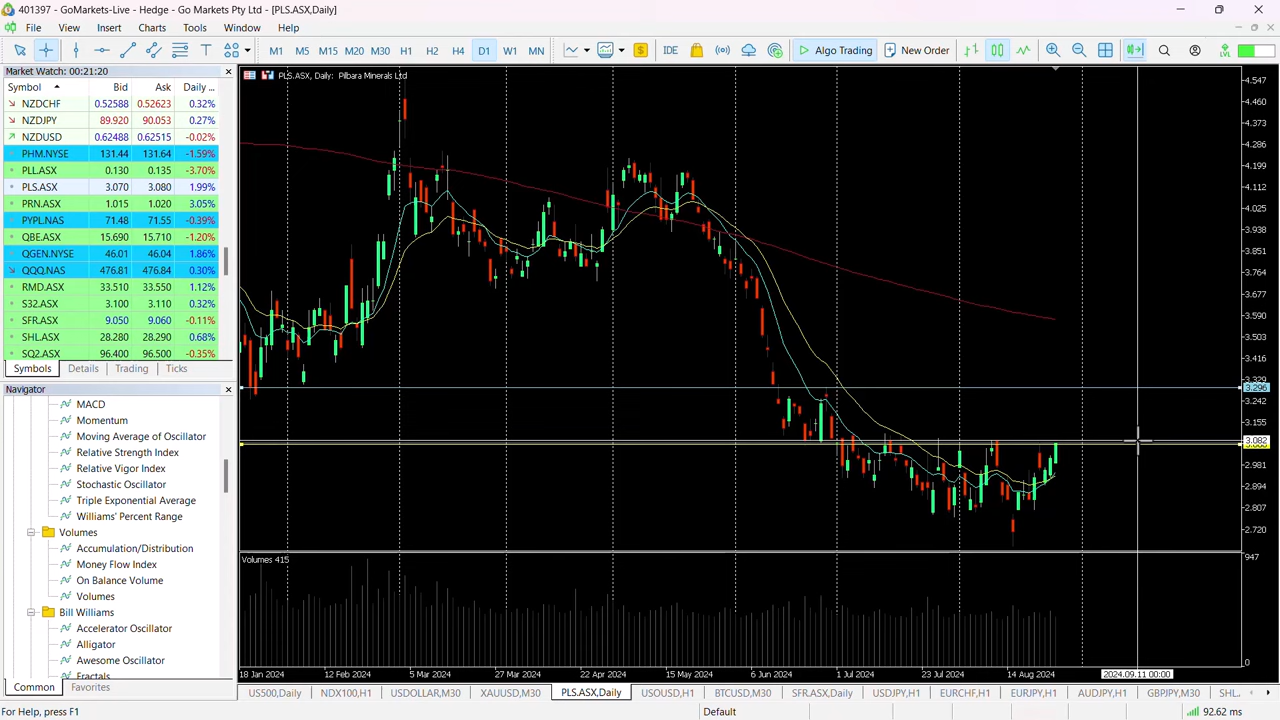 401397 - GoMarkets-Live - Hedge - Go Markets Pty Ltd - [PLS.ASX,Daily]
File View Insert Charts Tools Window Help
M1 M5 M15 M20 M30 H1 H2 H4 D1 W1 MN IDE Algo Trading New Order LVL
Market Watch: 00:21:20
Symbol Bid Ask Daily ...
NZDCHF 0.52588 0.52623 0.32%
NZDJPY 89.920 90.053 0.27%
NZDUSD 0.62488 0.62515 -0.02%
PHM.NYSE 131.44 131.64 -1.59%
PLL.ASX 0.130 0.135 -3.70%
PLS.ASX 3.070 3.080 1.99%
PRN.ASX 1.015 1.020 3.05%
PYPL.NAS 71.48 71.55 -0.39%
QBE.ASX 15.690 15.710 -1.20%
QGEN.NYSE 46.01 46.04 1.86%
QQQ.NAS 476.81 476.84 0.30%
RMD.ASX 33.510 33.550 1.12%
S32.ASX 3.100 3.110 0.32%
SFR.ASX 9.050 9.060 -0.11%
SHL.ASX 28.280 28.290 0.68%
SQ2.ASX 96.400 96.500 -0.35%
Symbols Details Trading Ticks
Navigator
MACD
Momentum
Moving Average of Oscillator
Relative Strength Index
Relative Vigor Index
Stochastic Oscillator
Triple Exponential Average
Williams' Percent Range
Volumes
Accumulation/Distribution
Money Flow Index
On Balance Volume
Volumes
Bill Williams
Accelerator Oscillator
Alligator
Awesome Oscillator
Fractals
Common Favorites
PLS.ASX, Daily: Pilbara Minerals Ltd
4.547
4.460
4.373
4.286
4.199
4.112
4.025
3.938
3.851
3.764
3.677
3.590
3.503
3.416
3.329
3.296
3.242
3.155
3.082
2.981
2.894
2.807
2.720
Volumes 415
947
0
18 Jan 2024 12 Feb 2024 5 Mar 2024 27 Mar 2024 22 Apr 2024 15 May 2024 6 Jun 2024 1 Jul 2024 23 Jul 2024 14 Aug 2024 2024.09.11 00:00
US500,Daily NDX100,H1 USDOLLAR,M30 XAUUSD,M30 PLS.ASX,Daily USOUSD,H1 BTCUSD,M30 SFR.ASX,Daily USDJPY,H1 EURCHF,H1 EURJPY,H1 AUDJPY,H1 GBPJPY,M30 SHL.
For Help, press F1 Default 92.62 ms